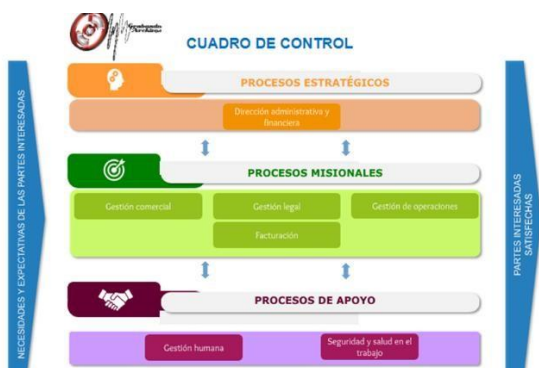 CUADRO DE CONTROL
PROCESOS ESTRATÉGICOS
Dirección administrativa y
financiera
PROCESOS MISIONALES
Gestión comercial
Gestión legal
Gestión de operaciones
Facturación
PROCESOS DE APOYO
Gestión humana
Seguridad y salud en el
trabajo
NECESIDADES Y EXPECTATIVAS DE LAS PARTES INTERESADAS
PARTES INTERESADAS
SATISFECHAS